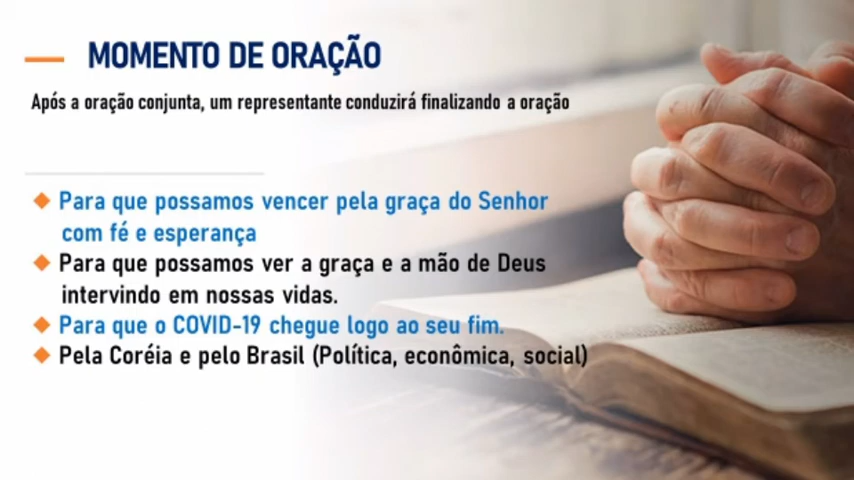 MOMENTO DE ORAÇÃO
Após a oração conjunta, um representante conduzirá finalizando a oração
Para que possamos vencer pela graça do Senhor
com fé e esperança
Para que possamos ver a graça e a mão de Deus
intervindo em nossas vidas.
Para que o COVID-19 chegue logo ao seu fim.
Pela Coréia e pelo Brasil (Política, econômica, social)